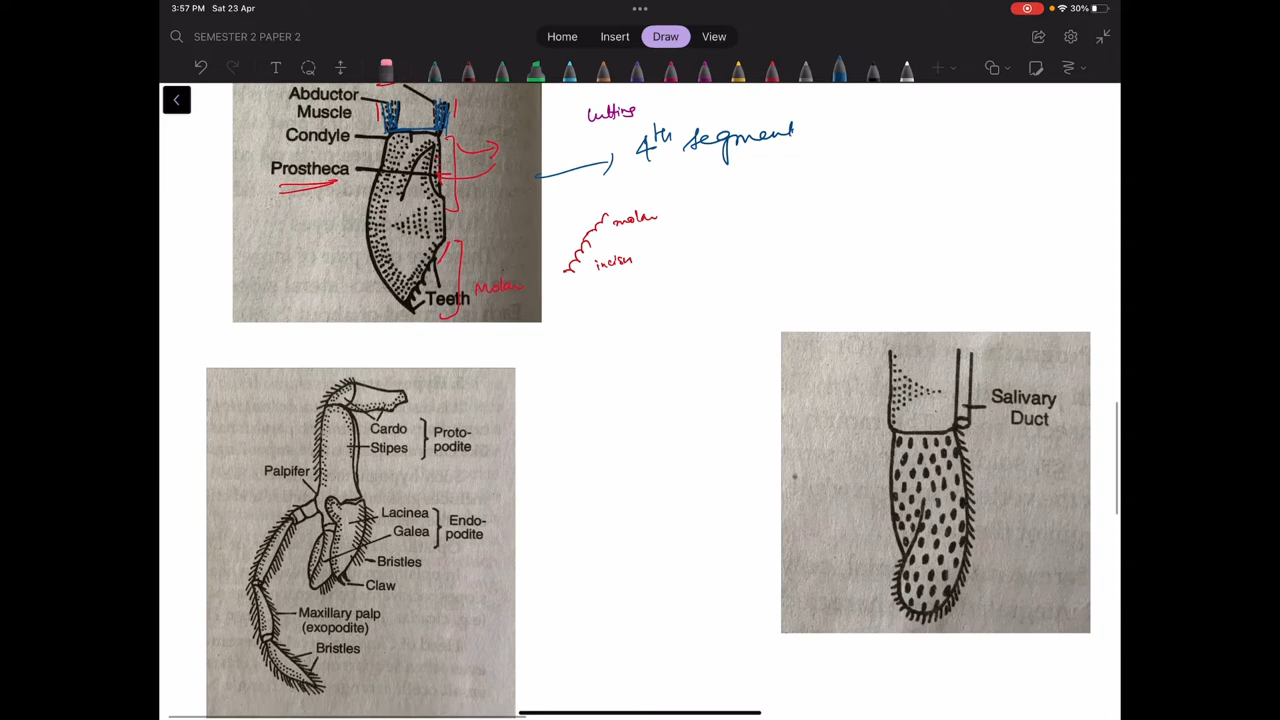 3:57 PM Sat 23 Apr
30%
SEMESTER 2 PAPER 2
Home Insert Draw View
T
Abductor
Muscle
Condyle
Prostheca
Teeth
Molar
cutting
4th segment
molar
incisr
Cardo
Stipes
Proto-
podite
Palpifer
Lacinea
Galea
Endo-
podite
Bristles
Claw
Maxillary palp
(exopodite)
Bristles
Salivary
Duct